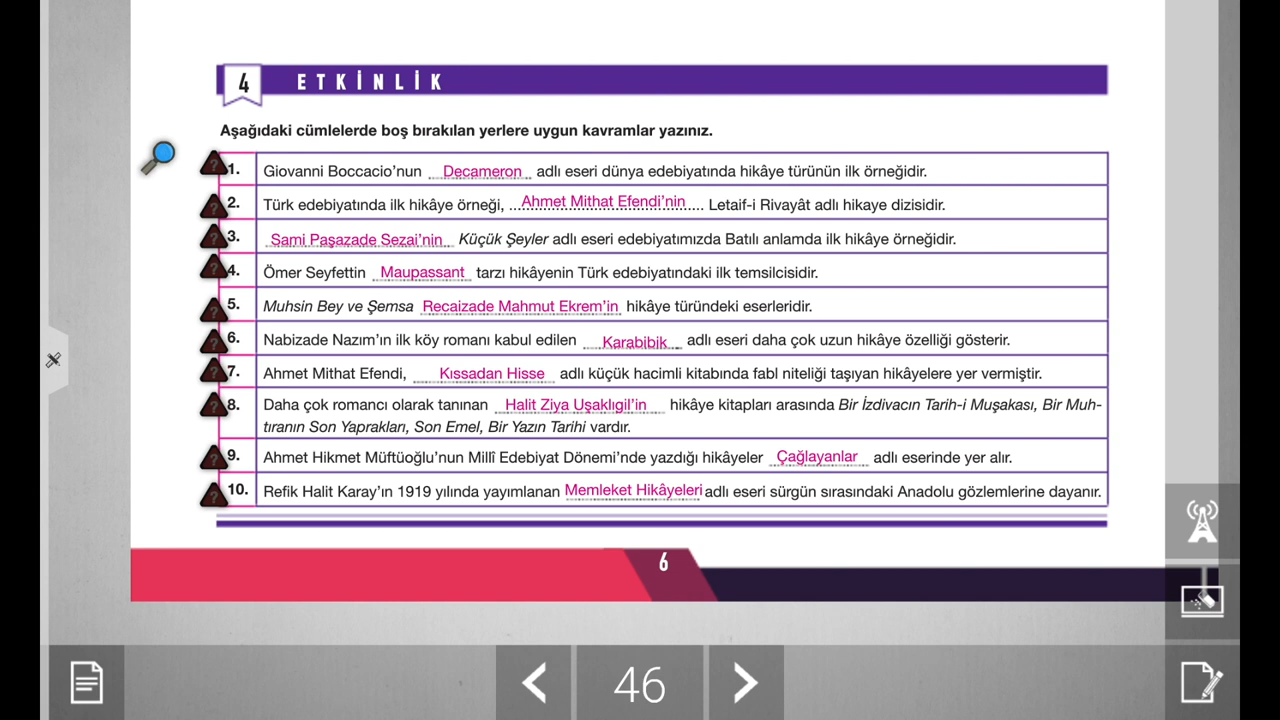 4 ETKİNLİK
Aşağıdaki cümlelerde boş bırakılan yerlere uygun kavramlar yazınız.
1. Giovanni Boccacio'nun Decameron adlı eseri dünya edebiyatında hikâye türünün ilk örneğidir.
2. Türk edebiyatında ilk hikâye örneği, ...Ahmet Mithat Efendi'nin.... Letaif-i Rivayât adlı hikaye dizisidir.
3. Sami Paşazade Sezai'nin Küçük Şeyler adlı eseri edebiyatımızda Batılı anlamda ilk hikâye örneğidir.
4. Ömer Seyfettin Maupassant tarzı hikâyenin Türk edebiyatındaki ilk temsilcisidir.
5. Muhsin Bey ve Şemsa Recaizade Mahmut Ekrem'in hikâye türündeki eserleridir.
6. Nabizade Nazım'ın ilk köy romanı kabul edilen Karabibik adlı eseri daha çok uzun hikâye özelliği gösterir.
7. Ahmet Mithat Efendi, Kıssadan Hisse adlı küçük hacimli kitabında fabl niteliği taşıyan hikâyelere yer vermiştir.
8. Daha çok romancı olarak tanınan Halit Ziya Uşaklıgil'in hikâye kitapları arasında Bir İzdivacın Tarih-i Muşakası, Bir Muh-
tıranın Son Yaprakları, Son Emel, Bir Yazın Tarihi vardır.
9. Ahmet Hikmet Müftüoğlu'nun Millî Edebiyat Dönemi'nde yazdığı hikâyeler Çağlayanlar adlı eserinde yer alır.
10. Refik Halit Karay'ın 1919 yılında yayımlanan Memleket Hikâyeleri adlı eseri sürgün sırasındaki Anadolu gözlemlerine dayanır.
6
46